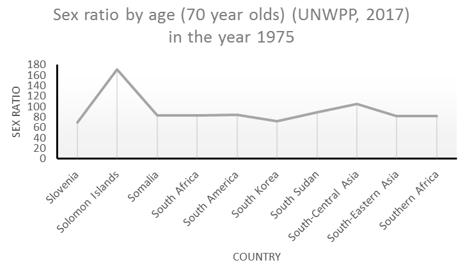 Sex ratio by age (70 year olds) (UNWPP, 2017)
in the year 1975
SEX RATIO
180
160
140
120
100
80
60
40
20
0
Slovenia
Solomon Islands
Somalia
South Africa
South America
South Korea
South Sudan
South-Central Asia
South-Eastern Asia
Southern Africa
COUNTRY